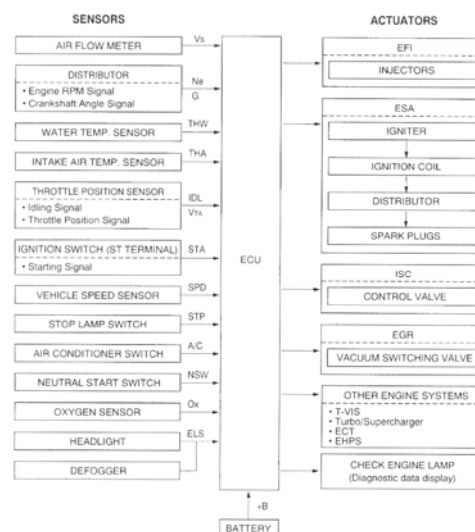 SENSORS
AIR FLOW METER
Vs
DISTRIBUTOR
• Engine RPM Signal
• Crankshaft Angle Signal
Ne
G
WATER TEMP. SENSOR
THW
INTAKE AIR TEMP. SENSOR
THA
THROTTLE POSITION SENSOR
• Idling Signal
• Throttle Position Signal
IDL
VTA
IGNITION SWITCH (ST TERMINAL)
• Starting Signal
STA
VEHICLE SPEED SENSOR
SPD
STOP LAMP SWITCH
STP
AIR CONDITIONER SWITCH
A/C
NEUTRAL START SWITCH
NSW
OXYGEN SENSOR
Ox
HEADLIGHT
ELS
DEFOGGER
ECU
+B
BATTERY
ACTUATORS
EFI
INJECTORS
ESA
IGNITER
IGNITION COIL
DISTRIBUTOR
SPARK PLUGS
ISC
CONTROL VALVE
EGR
VACUUM SWITCHING VALVE
OTHER ENGINE SYSTEMS
• T-VIS
• Turbo/Supercharger
• ECT
• EHPS
CHECK ENGINE LAMP
(Diagnostic data display)